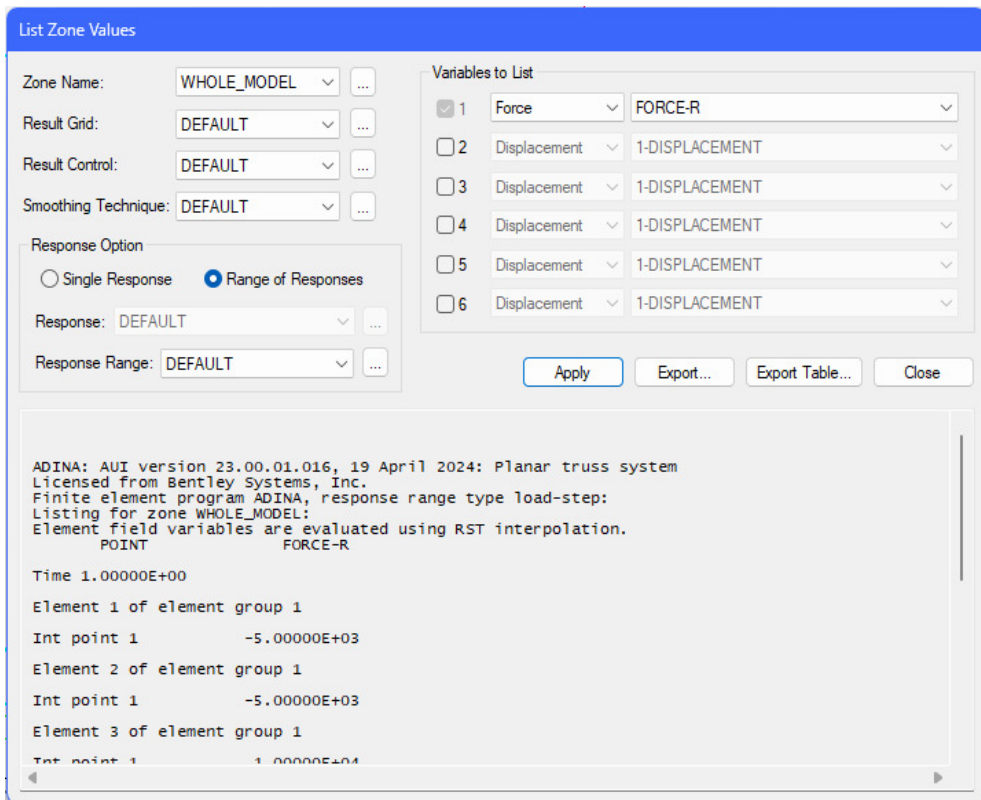 List Zone Values
Zone Name: WHOLE_MODEL ...
Result Grid: DEFAULT ...
Result Control: DEFAULT ...
Smoothing Technique: DEFAULT ...
Response Option
Single Response Range of Responses
Response: DEFAULT ...
Response Range: DEFAULT ...
Variables to List
1 Force FORCE-R
2 Displacement 1-DISPLACEMENT
3 Displacement 1-DISPLACEMENT
4 Displacement 1-DISPLACEMENT
5 Displacement 1-DISPLACEMENT
6 Displacement 1-DISPLACEMENT
Apply Export... Export Table... Close
ADINA: AUI version 23.00.01.016, 19 April 2024: Planar truss system
Licensed from Bentley Systems, Inc.
Finite element program ADINA, response range type load-step:
Listing for zone WHOLE_MODEL:
Element field variables are evaluated using RST interpolation.
POINT FORCE-R
Time 1.00000E+00
Element 1 of element group 1
Int point 1 -5.00000E+03
Element 2 of element group 1
Int point 1 -5.00000E+03
Element 3 of element group 1
Int point 1 1.00000E+04